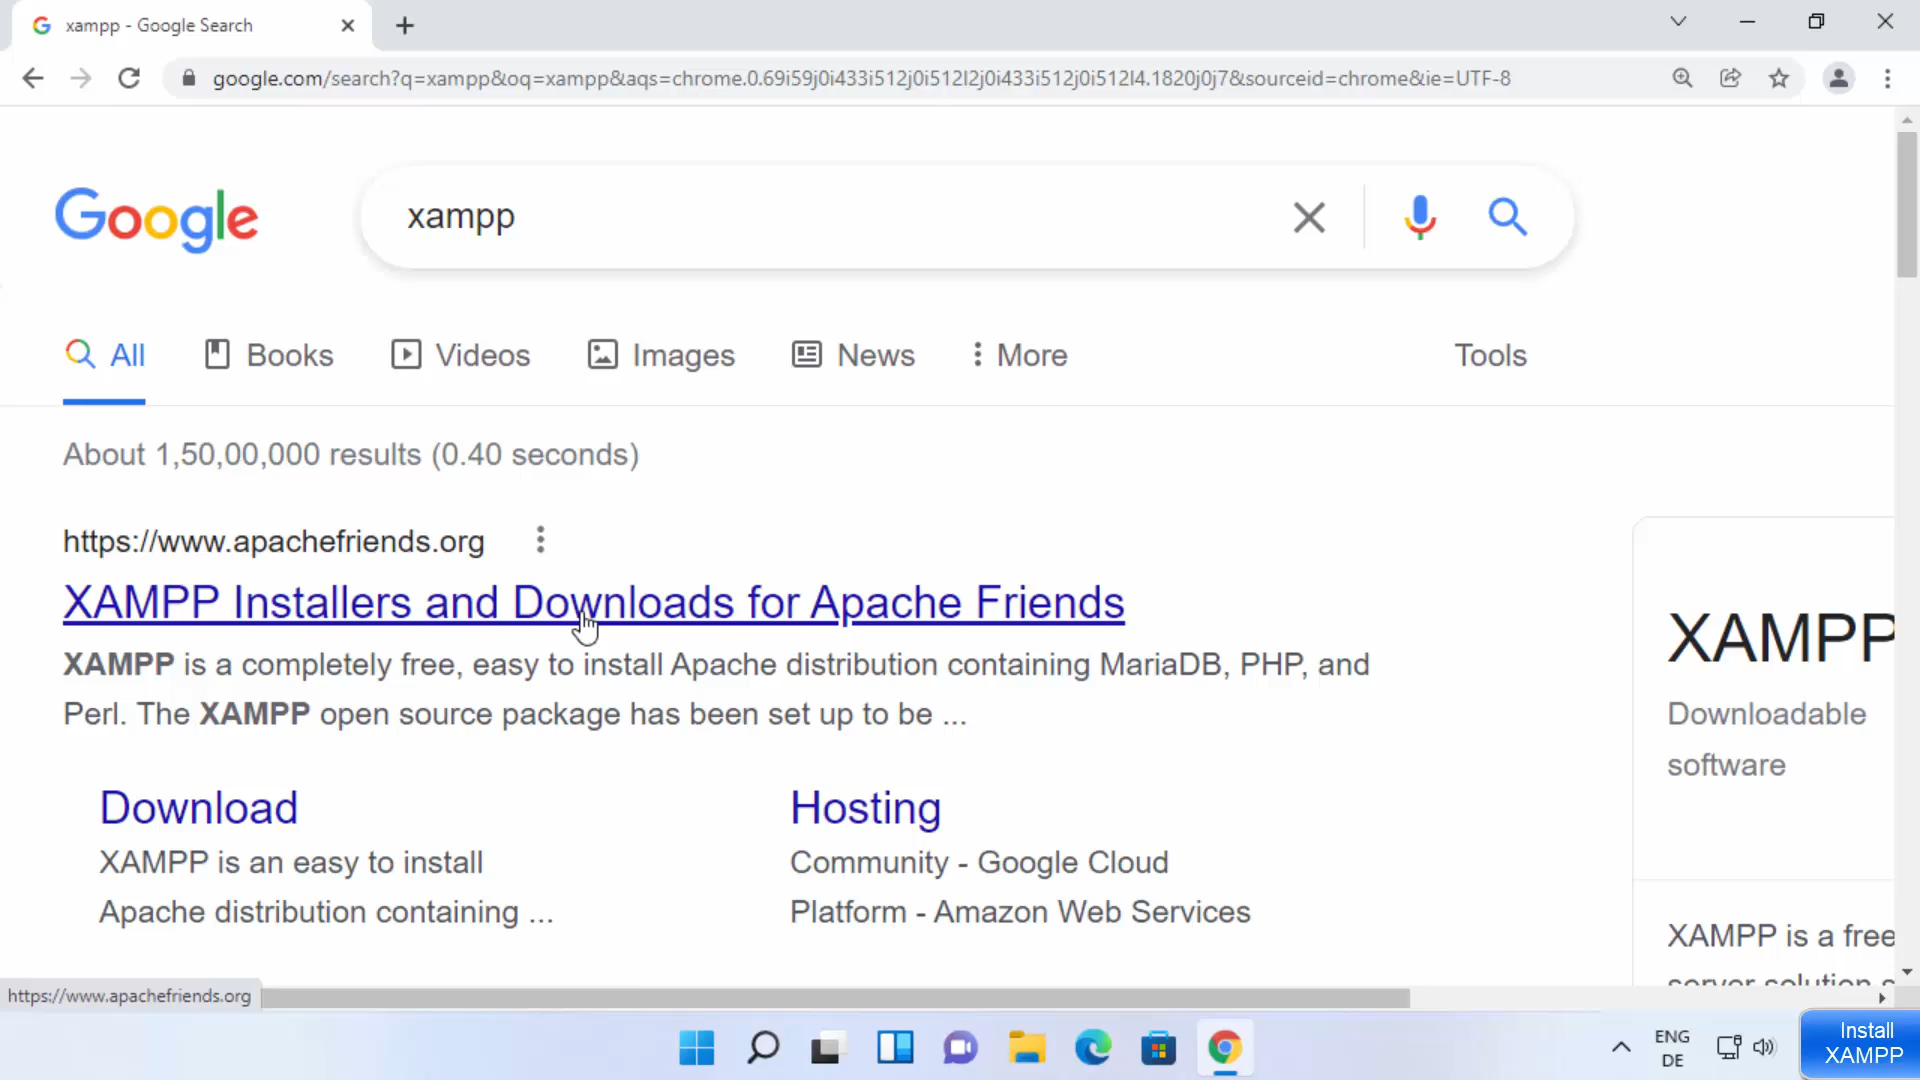 xampp - Google Search
google.com/search?q=xampp&oq=xampp&aqs=chrome.0.69i59j0i433i512j0i512l2j0i433i512j0i512l4.1820j0j7&sourceid=chrome&ie=UTF-8
Google
xampp
All Books Videos Images News More Tools
About 1,50,00,000 results (0.40 seconds)
https://www.apachefriends.org
XAMPP Installers and Downloads for Apache Friends
XAMPP is a completely free, easy to install Apache distribution containing MariaDB, PHP, and
Perl. The XAMPP open source package has been set up to be ...
Download
XAMPP is an easy to install
Apache distribution containing ...
Hosting
Community - Google Cloud
Platform - Amazon Web Services
XAMPP
Downloadable
software
XAMPP is a free
server solution s
https://www.apachefriends.org
ENG
DE
Install
XAMPP